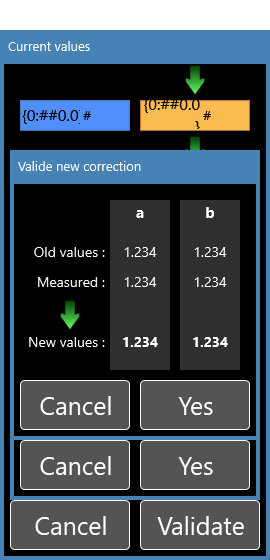 Current values
{0:##0.0} # {0:##0.0} #
Valide new correction
a b
Old values : 1.234 1.234
Measured : 1.234 1.234
New values : 1.234 1.234
Cancel Yes
Cancel Yes
Cancel Validate